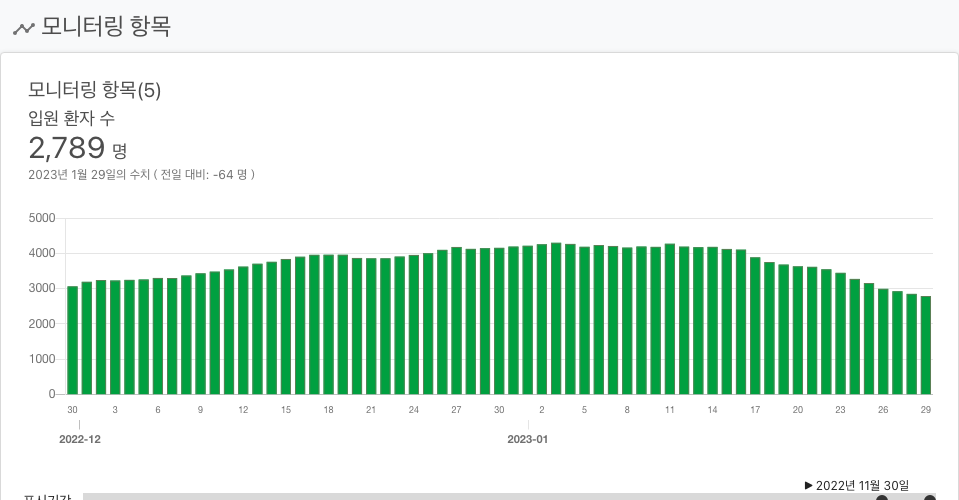 모니터링 항목
모니터링 항목(5)
입원 환자 수
2,789 명
2023년 1월 29일의 수치 ( 전일 대비: -64 명 )
5000
4000
3000
2000
1000
0
30 3 6 9 12 15 18 21 24 27 30 2 5 8 11 14 17 20 23 26 29
2022-12 2023-01
▶ 2022년 11월 30일
표시기간